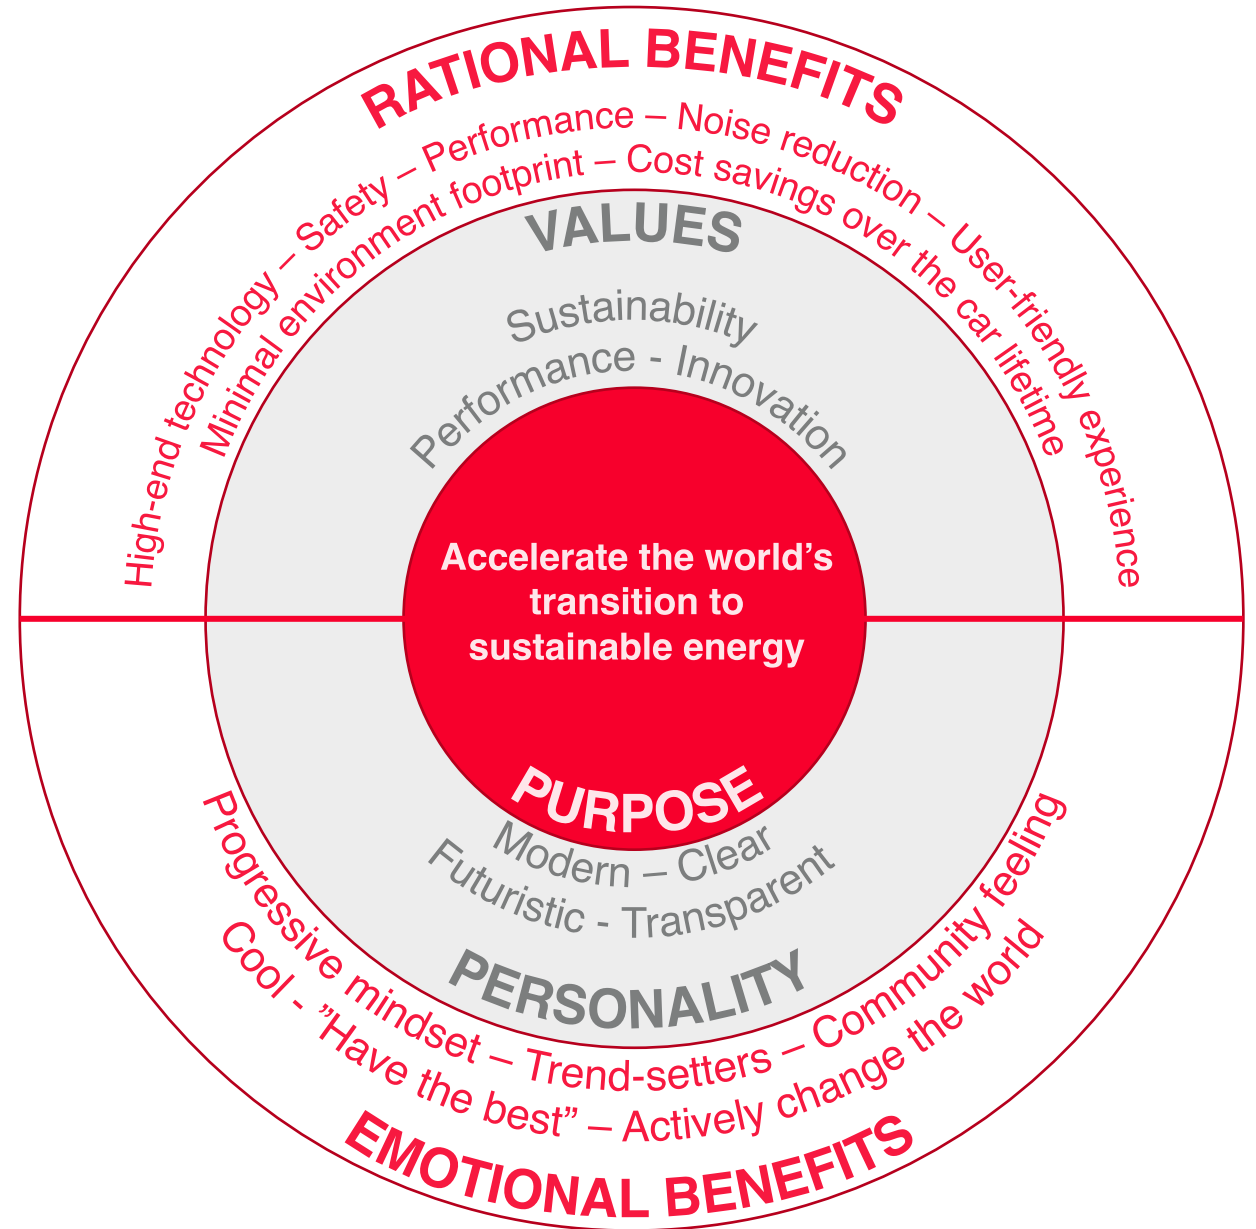 RATIONAL BENEFITS
High-end technology – Safety – Performance – Noise reduction – User-friendly experience
Minimal environment footprint – Cost savings over the car lifetime
VALUES
Sustainability
Performance - Innovation
Accelerate the world’s
transition to
sustainable energy
PURPOSE
Modern – Clear
Futuristic - Transparent
PERSONALITY
Progressive mindset – Trend-setters – Community feeling
Cool - ”Have the best” – Actively change the world
EMOTIONAL BENEFITS